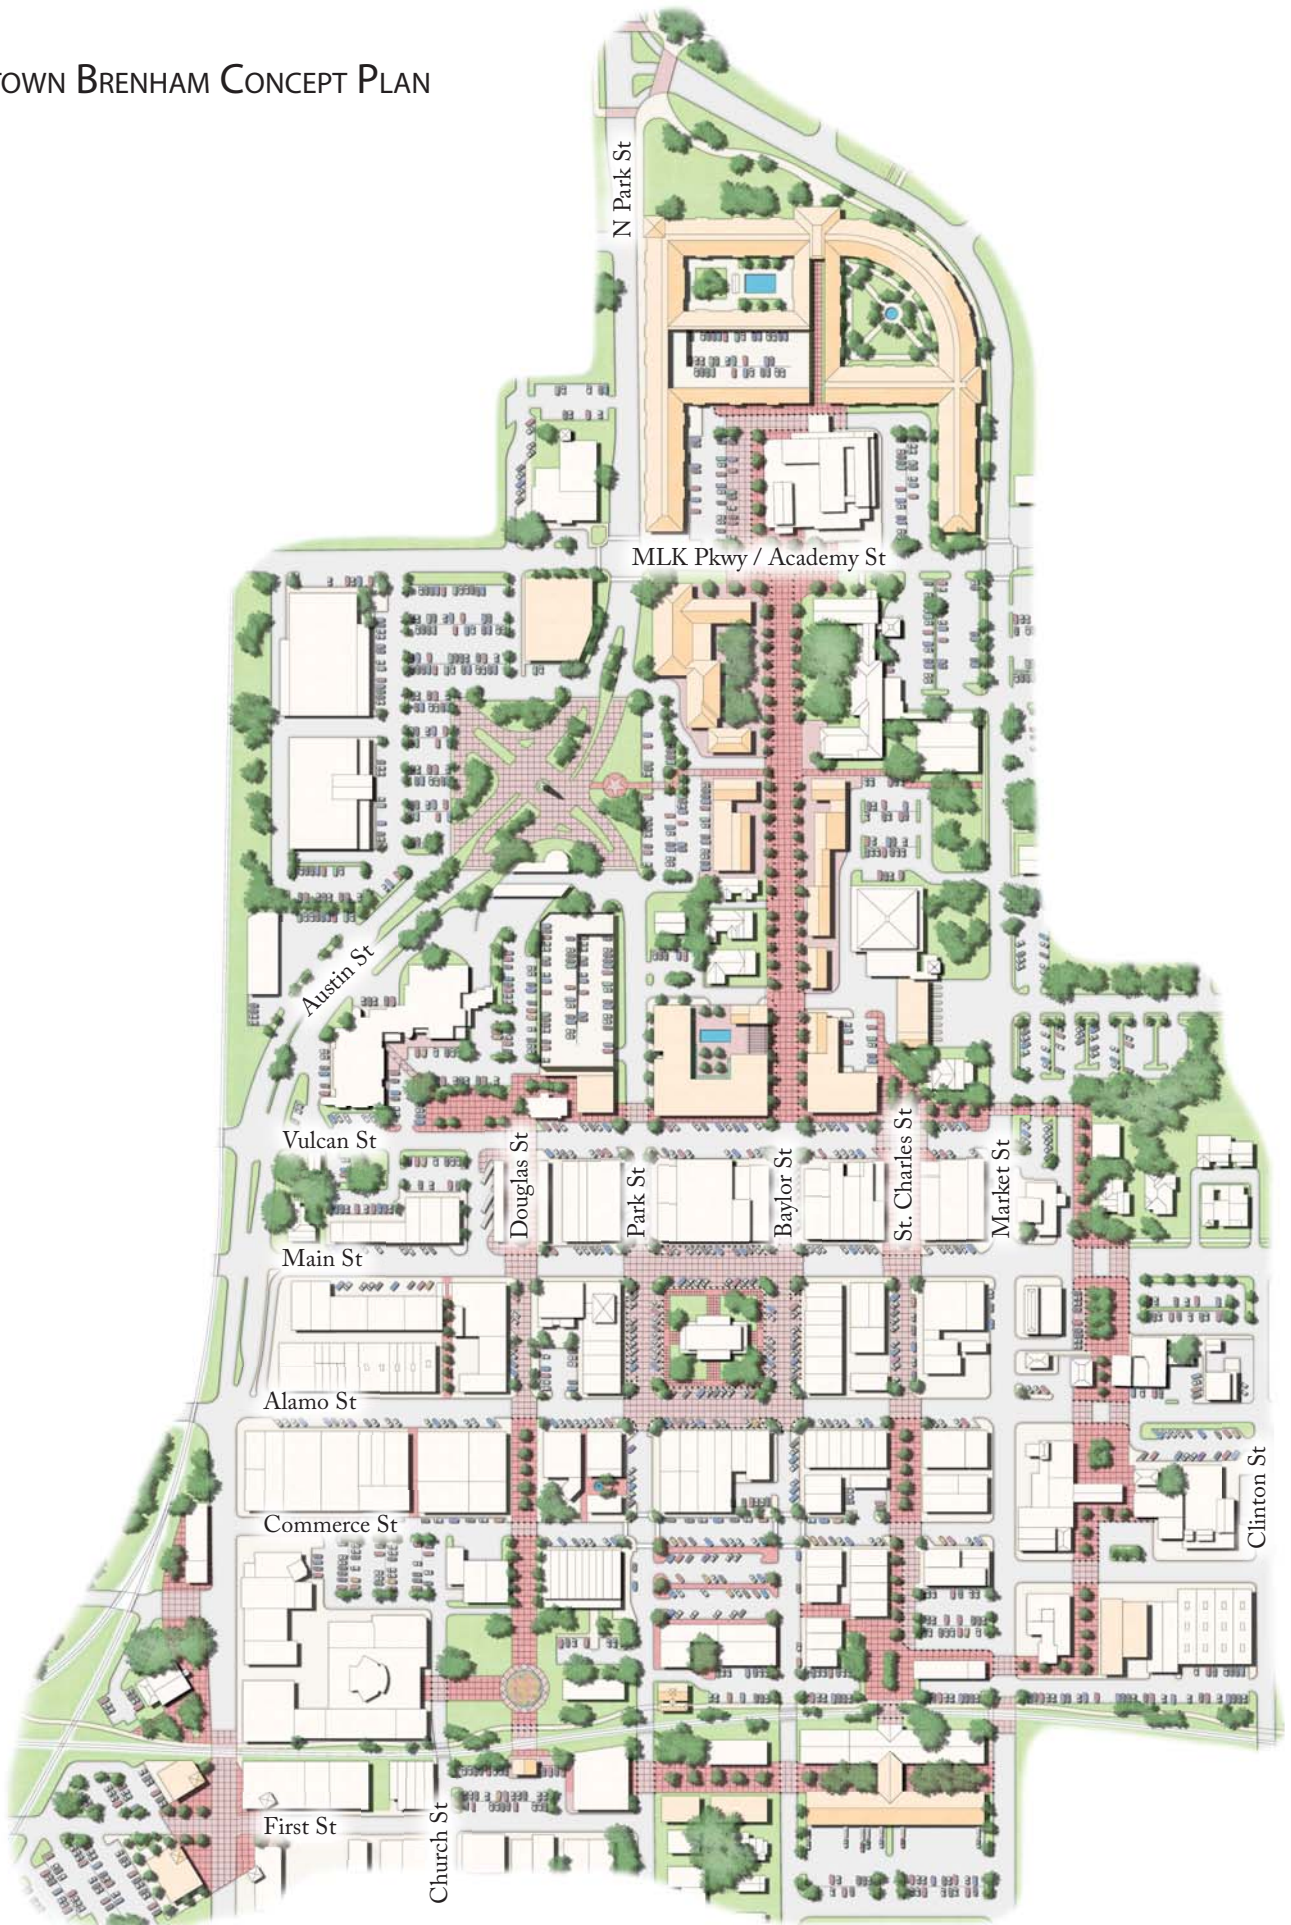 TOWN BRENHAM CONCEPT PLAN
N Park St
MLK Pkwy / Academy St
Austin St
Vulcan St
Douglas St
Park St
Baylor St
St. Charles St
Market St
Main St
Alamo St
Commerce St
Clinton St
First St
Church St